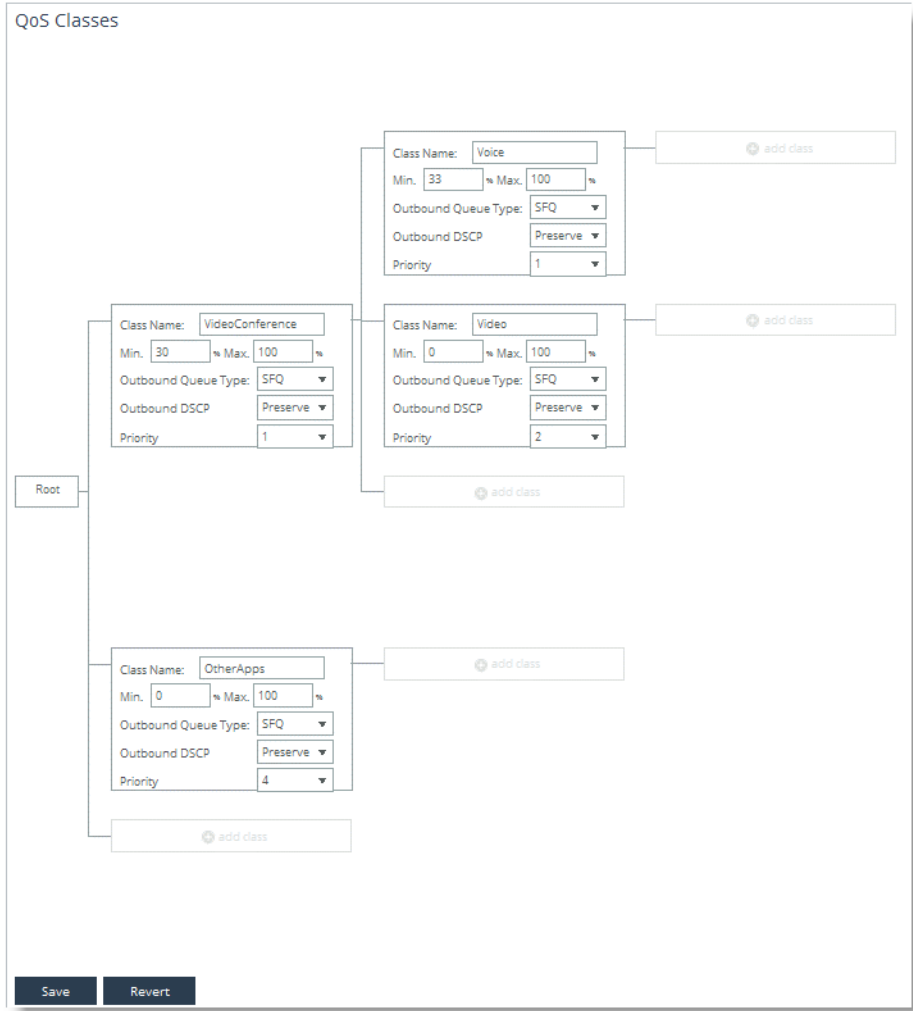 QoS Classes
Class Name: Voice
Min. 33 % Max. 100 %
Outbound Queue Type: SFQ
Outbound DSCP Preserve
Priority 1
add class
Class Name: VideoConference
Min. 30 % Max. 100 %
Outbound Queue Type: SFQ
Outbound DSCP Preserve
Priority 1
Class Name: Video
Min. 0 % Max. 100 %
Outbound Queue Type: SFQ
Outbound DSCP Preserve
Priority 2
add class
Root
add class
Class Name: OtherApps
Min. 0 % Max. 100 %
Outbound Queue Type: SFQ
Outbound DSCP Preserve
Priority 4
add class
add class
Save Revert